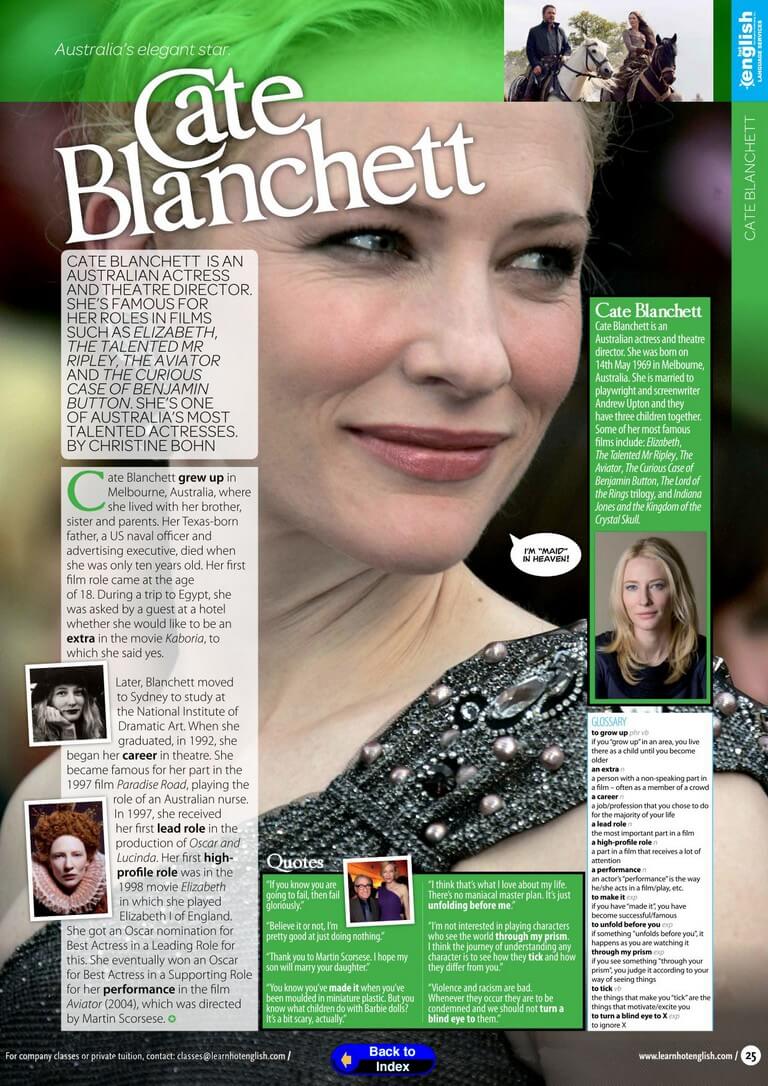 Australia's elegant star.
Cate
Blanchett
english
LANGUAGE SERVICES
CATE BLANCHETT
CATE BLANCHETT IS AN
AUSTRALIAN ACTRESS
AND THEATRE DIRECTOR.
SHE'S FAMOUS FOR
HER ROLES IN FILMS
SUCH AS ELIZABETH,
THE TALENTED MR
RIPLEY, THE AVIATOR
AND THE CURIOUS
CASE OF BENJAMIN
BUTTON. SHE'S ONE
OF AUSTRALIA'S MOST
TALENTED ACTRESSES.
BY CHRISTINE BOHN
Cate Blanchett grew up in
Melbourne, Australia, where
she lived with her brother,
sister and parents. Her Texas-born
father, a US naval officer and
advertising executive, died when
she was only ten years old. Her first
film role came at the age
of 18. During a trip to Egypt, she
was asked by a guest at a hotel
whether she would like to be an
extra in the movie Kaboria, to
which she said yes.
Later, Blanchett moved
to Sydney to study at
the National Institute of
Dramatic Art. When she
graduated, in 1992, she
began her career in theatre. She
became famous for her part in the
1997 film Paradise Road, playing the
role of an Australian nurse.
In 1997, she received
her first lead role in the
production of Oscar and
Lucinda. Her first high-
profile role was in the
1998 movie Elizabeth
in which she played
Elizabeth I of England.
She got an Oscar nomination for
Best Actress in a Leading Role for
this. She eventually won an Oscar
for Best Actress in a Supporting Role
for her performance in the film
Aviator (2004), which was directed
by Martin Scorsese.
I'M "MAID"
IN HEAVEN!
Quotes
"If you know you are
going to fail, then fail
gloriously."
"Believe it or not, I'm
pretty good at just doing nothing."
"Thank you to Martin Scorsese. I hope my
son will marry your daughter."
"You know you've made it when you've
been moulded in miniature plastic. But you
know what children do with Barbie dolls?
It's a bit scary, actually."
"I think that's what I love about my life.
There's no maniacal master plan. It's just
unfolding before me."
"I'm not interested in playing characters
who see the world through my prism.
I think the journey of understanding any
character is to see how they tick and how
they differ from you."
"Violence and racism are bad.
Whenever they occur they are to be
condemned and we should not turn a
blind eye to them."
Cate Blanchett
Cate Blanchett is an
Australian actress and theatre
director. She was born on
14th May 1969 in Melbourne,
Australia. She is married to
playwright and screenwriter
Andrew Upton and they
have three children together.
Some of her most famous
films include: Elizabeth,
The Talented Mr Ripley, The
Aviator, The Curious Case of
Benjamin Button, The Lord of
the Rings trilogy, and Indiana
Jones and the Kingdom of the
Crystal Skull.
GLOSSARY
to grow up phr vb
if you "grow up" in an area, you live
there as a child until you become
older
an extra n
a person with a non-speaking part in
a film – often as a member of a crowd
a career n
a job/profession that you chose to do
for the majority of your life
a lead role n
the most important part in a film
a high-profile role n
a part in a film that receives a lot of
attention
a performance n
an actor's "performance" is the way
he/she acts in a film/play, etc.
to make it exp
if you have "made it", you have
become successful/famous
to unfold before you exp
if something "unfolds before you", it
happens as you are watching it
through my prism exp
if you see something "through your
prism", you judge it according to your
way of seeing things
to tick vb
the things that make you "tick" are the
things that motivate/excite you
to turn a blind eye to X exp
to ignore X
For company classes or private tuition, contact: classes@learnhotenglish.com /
Back to
Index
www.learnhotenglish.com / 25